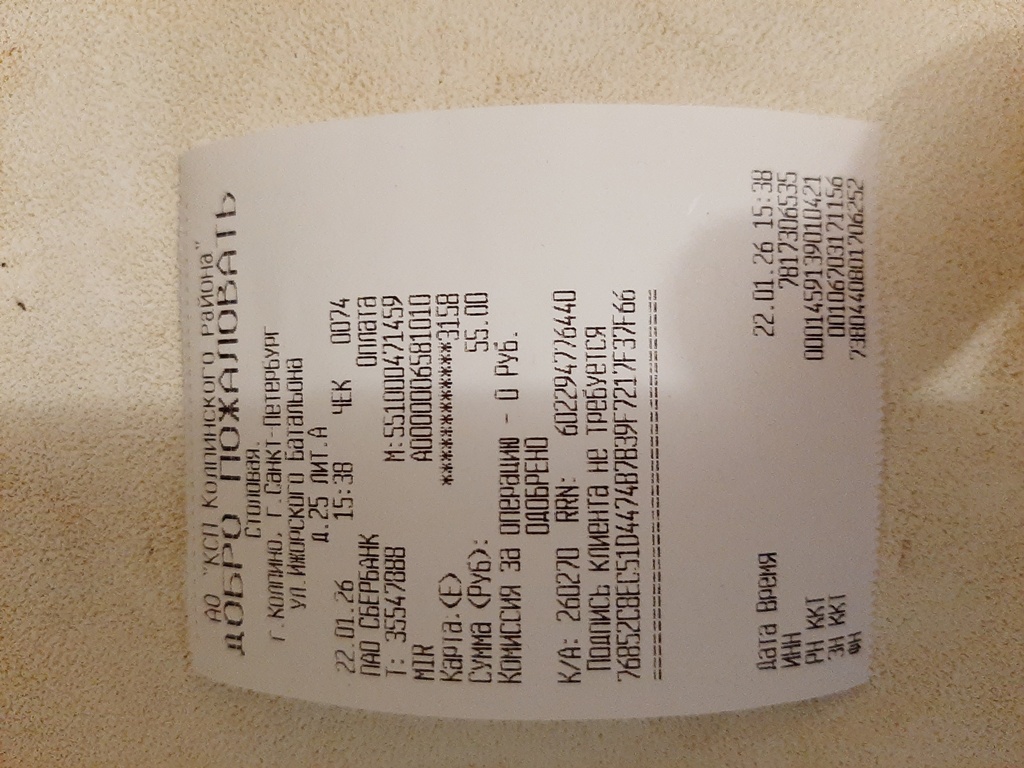 АО "КСП Колпинского района"
ДОБРО ПОЖАЛОВАТЬ
Столовая.
г.Колпино, г.Санкт-Петербург
ул.Ижорского Батальона
д.25 ЛИТ.А
22.01.26 15:38 ЧЕК 0074
ПАО СБЕРБАНК Оплата
Т: 35547888 М:551000471459
MIR A0000006581010
Карта:(E) ************3158
Сумма (Руб): 55.00
Комиссия за операцию - 0 Руб.
ОДОБРЕНО
К/А: 260270 RRN: 602294776440
Подпись клиента не требуется
76852C8EC51D4474B7B39F7217F37F66
================================
Дата Время 22.01.26 15:38
ИНН 7817306535
РН ККТ 0001459139010421
ЗН ККТ 00106703171156
ФН 7380440801706252